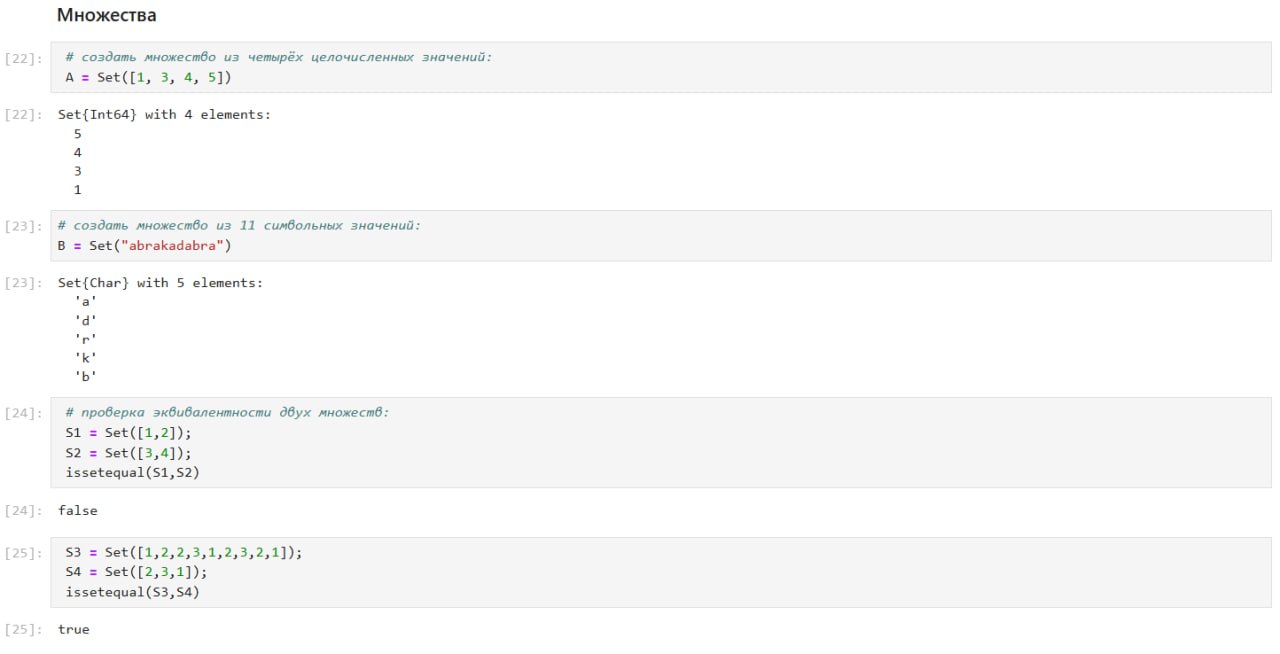 Множества
[22]: # создать множество из четырёх целочисленных значений:
A = Set([1, 3, 4, 5])
[22]: Set{Int64} with 4 elements:
5
4
3
1
[23]: # создать множество из 11 символьных значений:
B = Set("abrakadabra")
[23]: Set{Char} with 5 elements:
'a'
'd'
'r'
'k'
'b'
[24]: # проверка эквивалентности двух множеств:
S1 = Set([1,2]);
S2 = Set([3,4]);
issetequal(S1,S2)
[24]: false
[25]: S3 = Set([1,2,2,3,1,2,3,2,1]);
S4 = Set([2,3,1]);
issetequal(S3,S4)
[25]: true